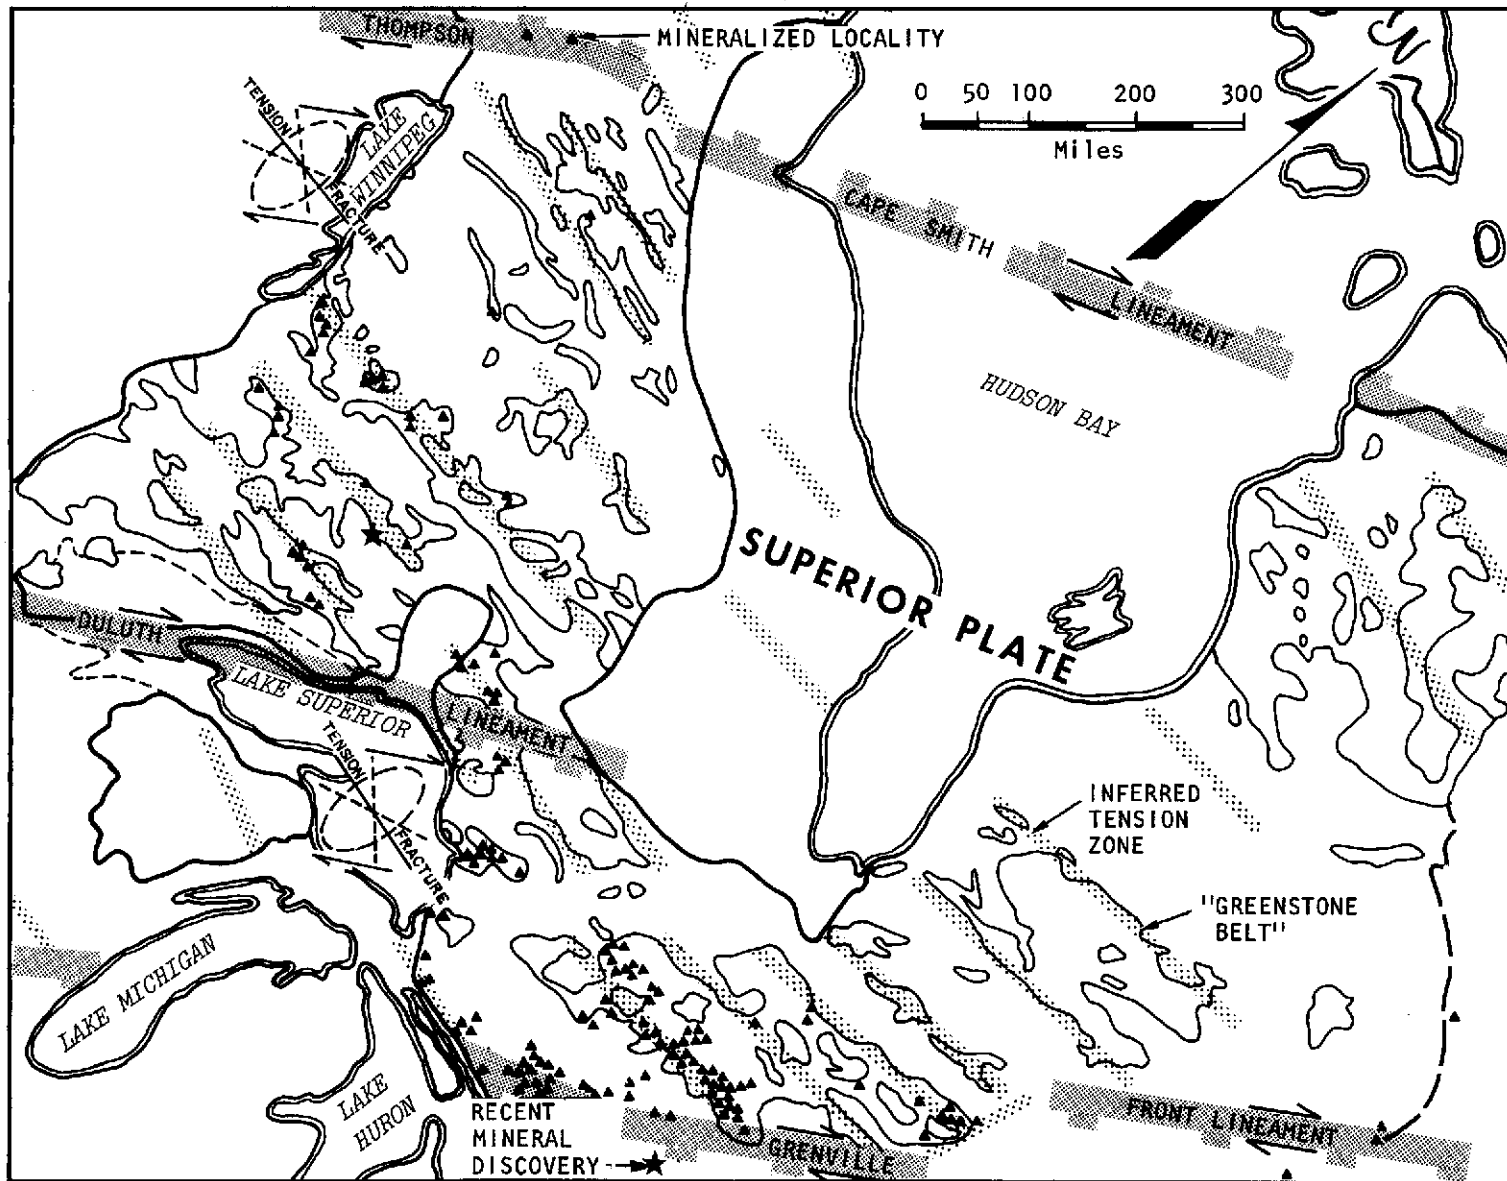 THOMPSON
MINERALIZED LOCALITY
0 50 100 200 300
Miles
N
TENSION
FRACTURE
LAKE
WINNIPEG
CAPE SMITH
LINEAMENT
HUDSON BAY
SUPERIOR PLATE
DULUTH
LINEAMENT
LAKE SUPERIOR
TENSION
FRACTURE
INFERRED
TENSION
ZONE
"GREENSTONE
BELT"
LAKE MICHIGAN
LAKE
HURON
RECENT
MINERAL
DISCOVERY
GRENVILLE
FRONT LINEAMENT